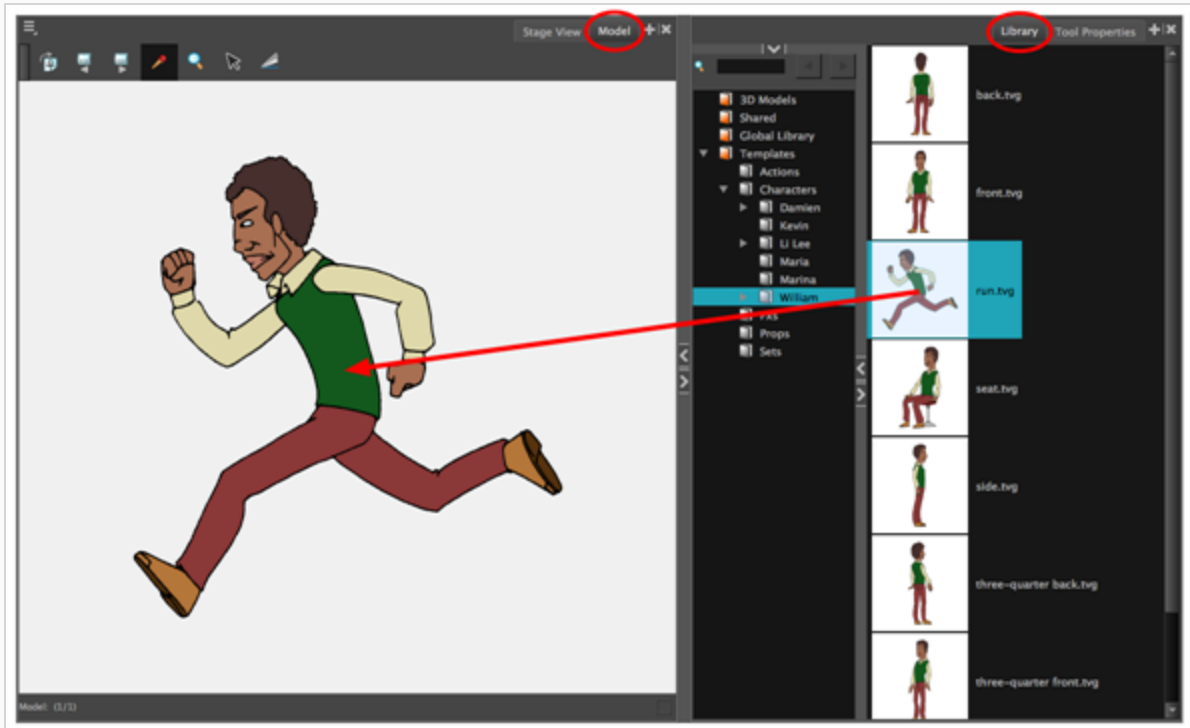 Stage View
Model
Library
Tool Properties
3D Models
Shared
Global Library
Templates
Actions
Characters
Damien
Kevin
Li Lee
Maria
Marina
William
FXs
Props
Sets
back.tvg
front.tvg
run.tvg
seat.tvg
side.tvg
three-quarter back.tvg
three-quarter front.tvg
Model: (1/1)